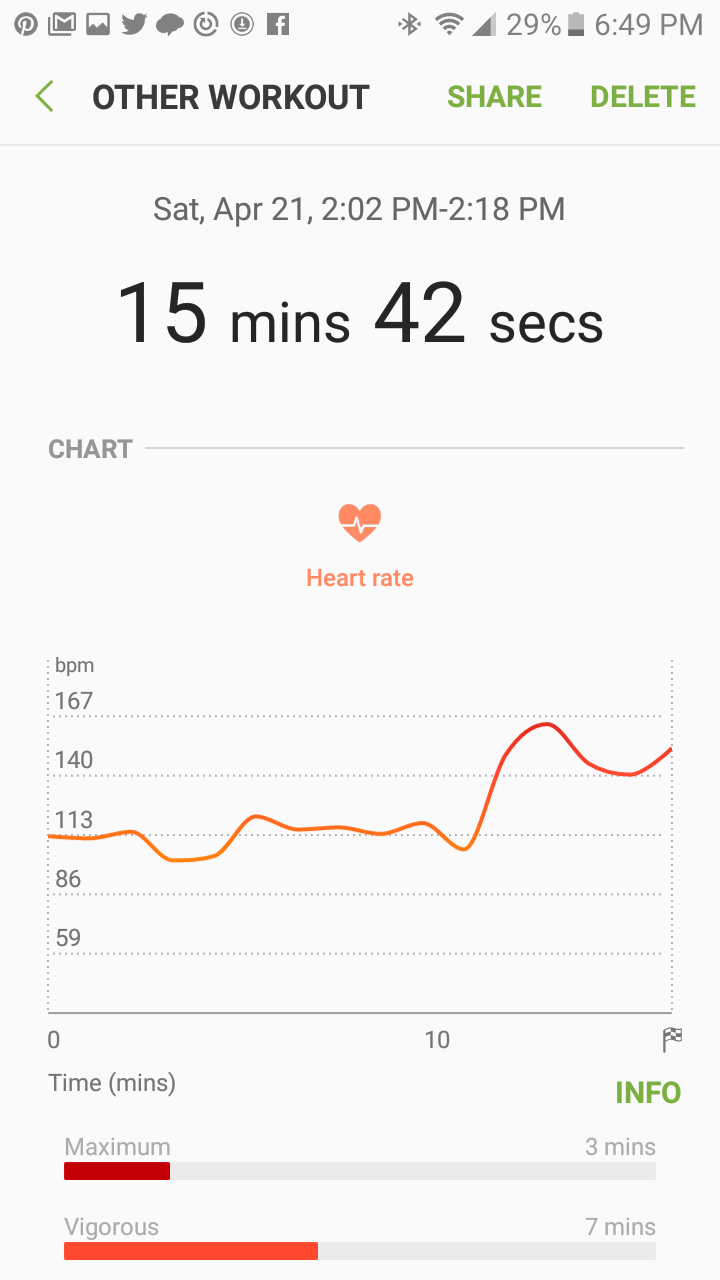 29% 6:49 PM
OTHER WORKOUT SHARE DELETE
Sat, Apr 21, 2:02 PM-2:18 PM
15 mins 42 secs
CHART
Heart rate
bpm
167
140
113
86
59
0 10
Time (mins)
INFO
Maximum 3 mins
Vigorous 7 mins